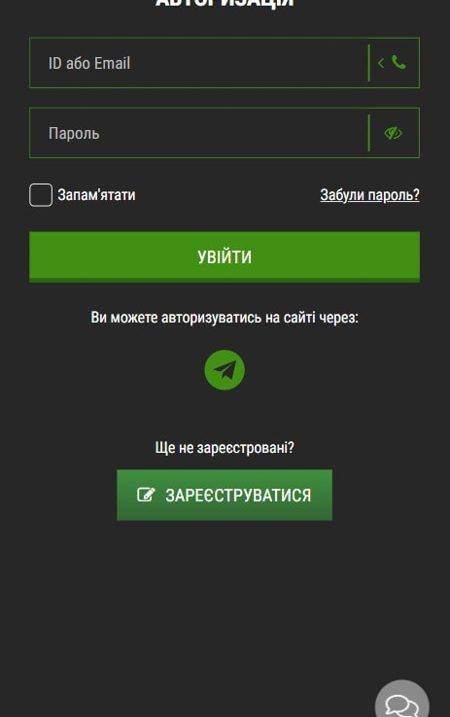 АВТОРИЗАЦІЯ
ID або Email
Пароль
Запам'ятати
Забули пароль?
УВІЙТИ
Ви можете авторизуватись на сайті через:
Ще не зареєстровані?
ЗАРЕЄСТРУВАТИСЯ